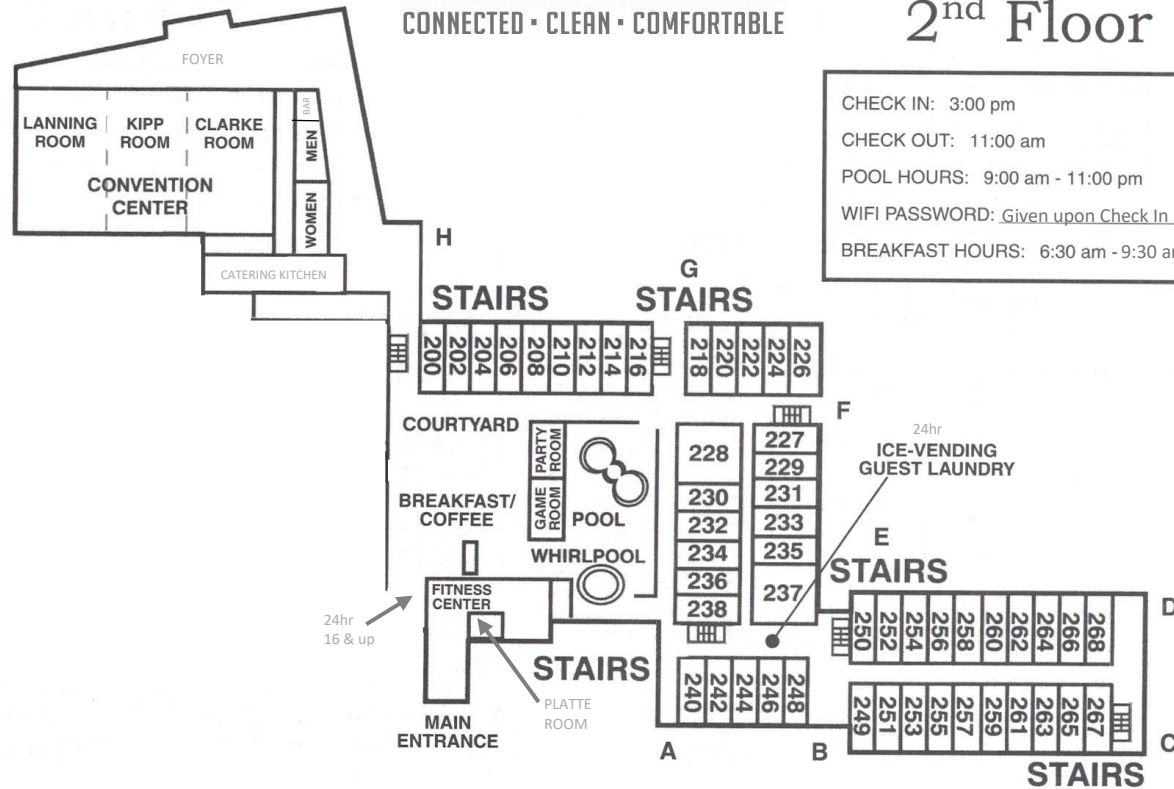 CONNECTED • CLEAN • COMFORTABLE
2nd Floor
CHECK IN: 3:00 pm
CHECK OUT: 11:00 am
POOL HOURS: 9:00 am - 11:00 pm
WIFI PASSWORD: Given upon Check In
BREAKFAST HOURS: 6:30 am - 9:30 am
FOYER
LANNING
ROOM
KIPP
ROOM
CLARKE
ROOM
CONVENTION
CENTER
BAR
MEN
WOMEN
CATERING KITCHEN
H
G
STAIRS
STAIRS
200
202
204
206
208
210
212
214
216
218
220
222
224
226
F
COURTYARD
PARTY
ROOM
GAME
ROOM
POOL
WHIRLPOOL
BREAKFAST/
COFFEE
228
230
232
234
236
238
227
229
231
233
235
237
24hr
ICE-VENDING
GUEST LAUNDRY
E
STAIRS
FITNESS
CENTER
24hr
16 & up
STAIRS
PLATTE
ROOM
MAIN
ENTRANCE
240
242
244
246
248
A
B
250
252
254
256
258
260
262
264
266
268
D
249
251
253
255
257
259
261
263
265
267
C
STAIRS